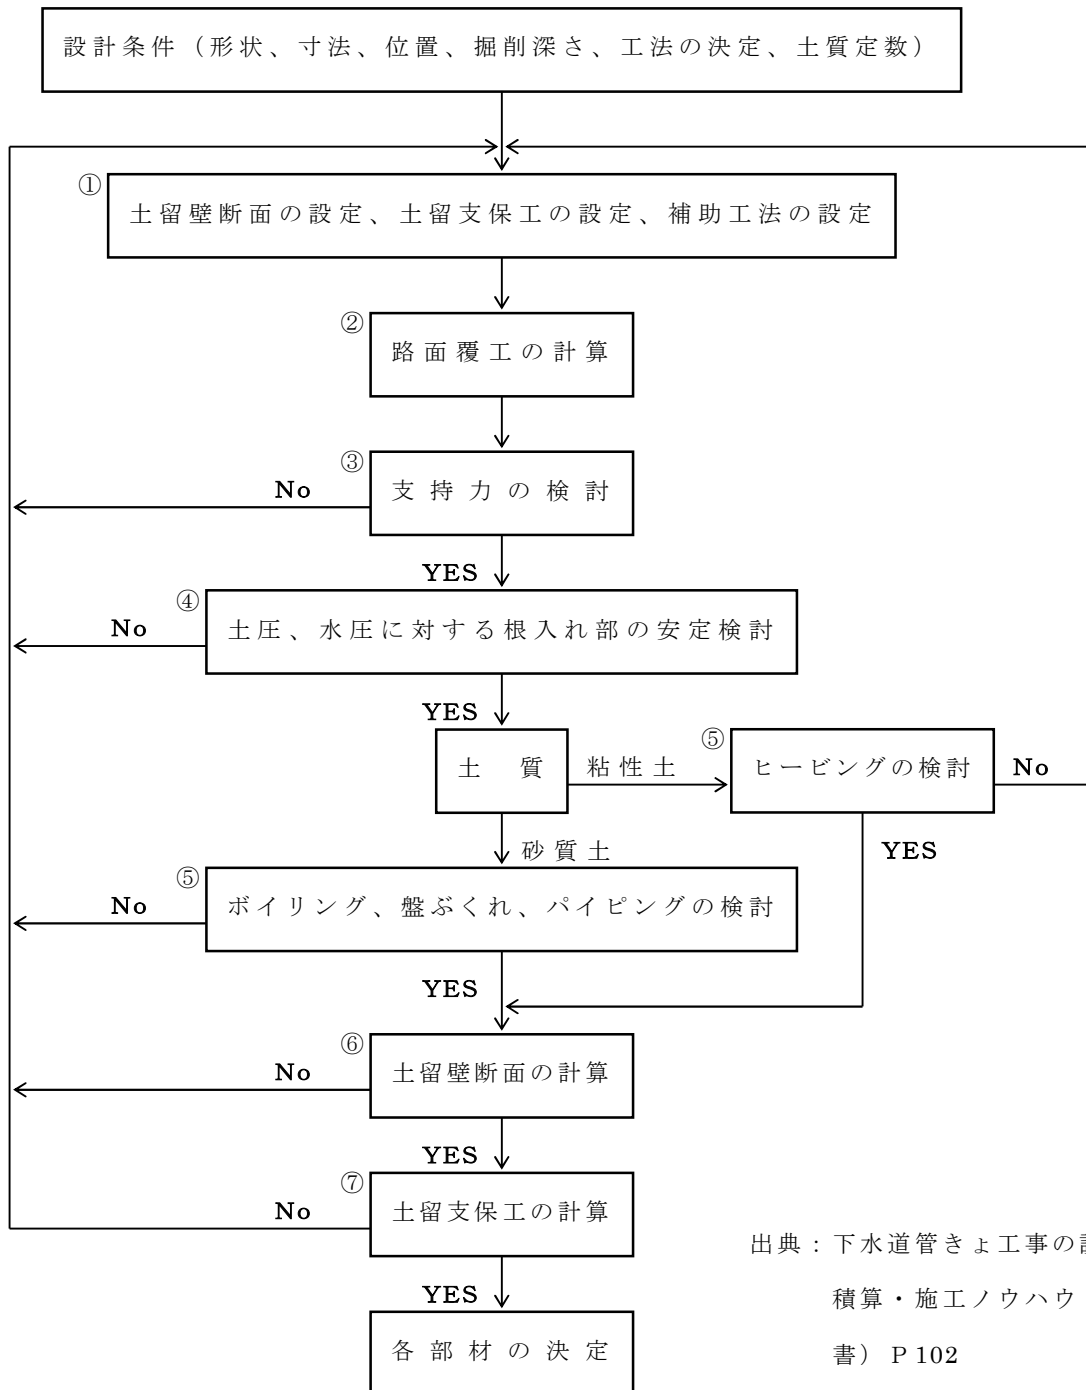 設計条件（形状、寸法、位置、掘削深さ、工法の決定、土質定数）
①
土留壁断面の設定、土留支保工の設定、補助工法の設定
②
路面覆工の計算
③
No
支持力の検討
YES
④
No
土圧、水圧に対する根入れ部の安定検討
YES
土　質
粘性土
⑤
ヒービングの検討
No
砂質土
YES
⑤
No
ボイリング、盤ぶくれ、パイピングの検討
YES
⑥
No
土留壁断面の計算
YES
⑦
No
土留支保工の計算
YES
各部材の決定
出典：下水道管きょ工事の
積算・施工ノウハウ
書）Ｐ102